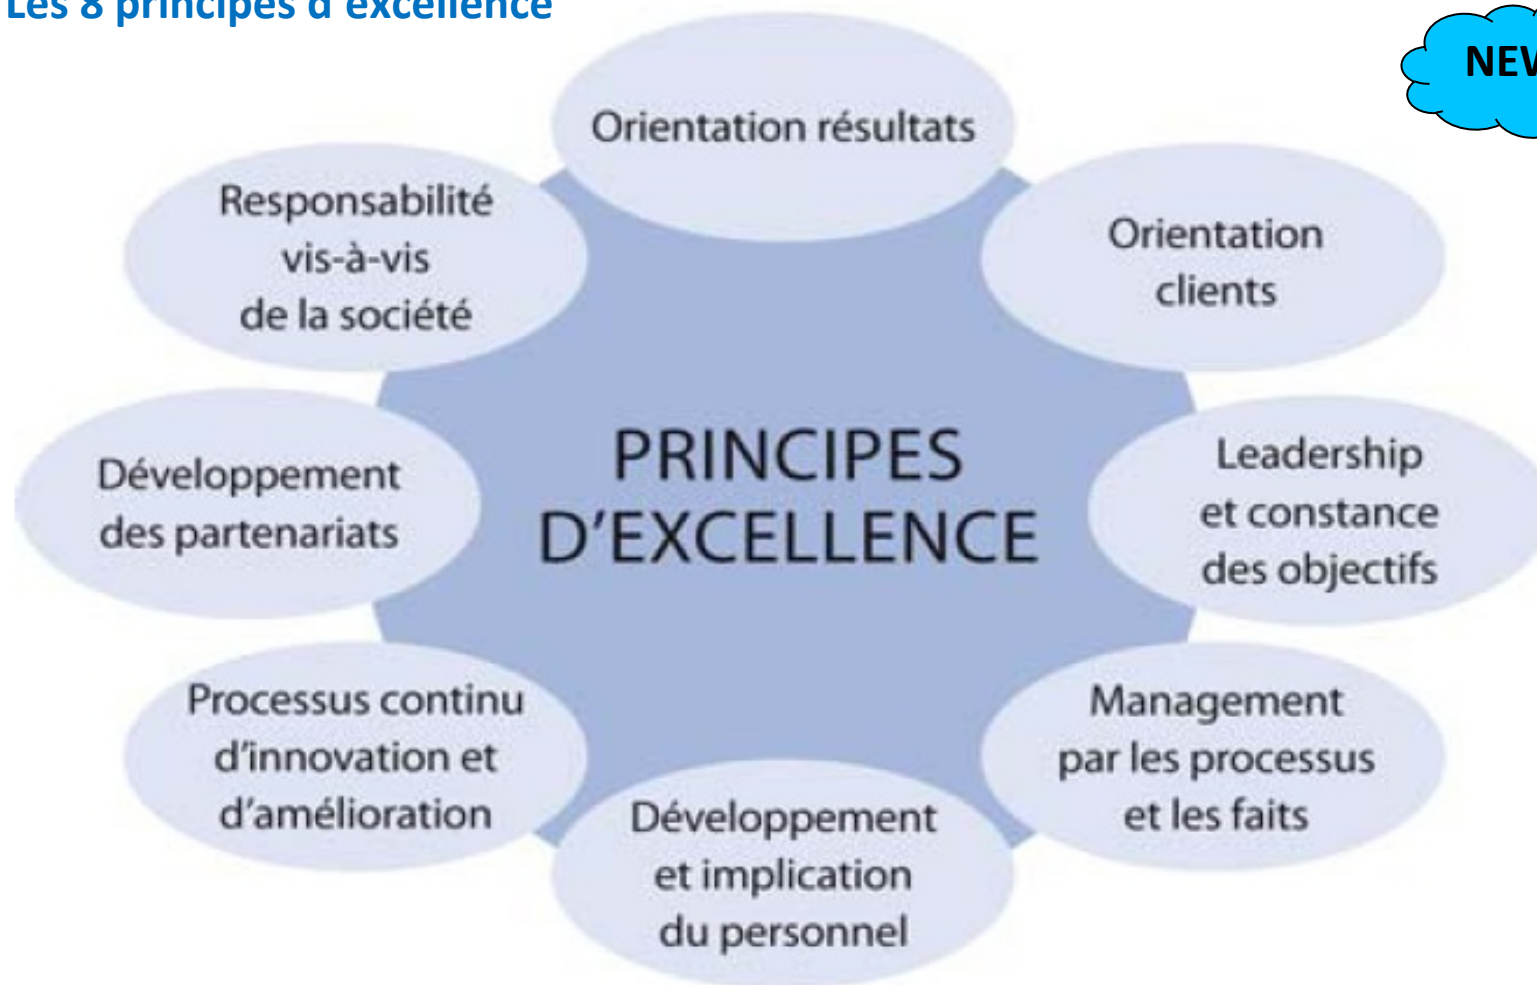 Les 8 principes d'excellence
NEW
Orientation résultats
Orientation
clients
Leadership
et constance
des objectifs
Management
par les processus
et les faits
Développement
et implication
du personnel
Processus continu
d'innovation et
d'amélioration
Développement
des partenariats
Responsabilité
vis-à-vis
de la société
PRINCIPES
D'EXCELLENCE